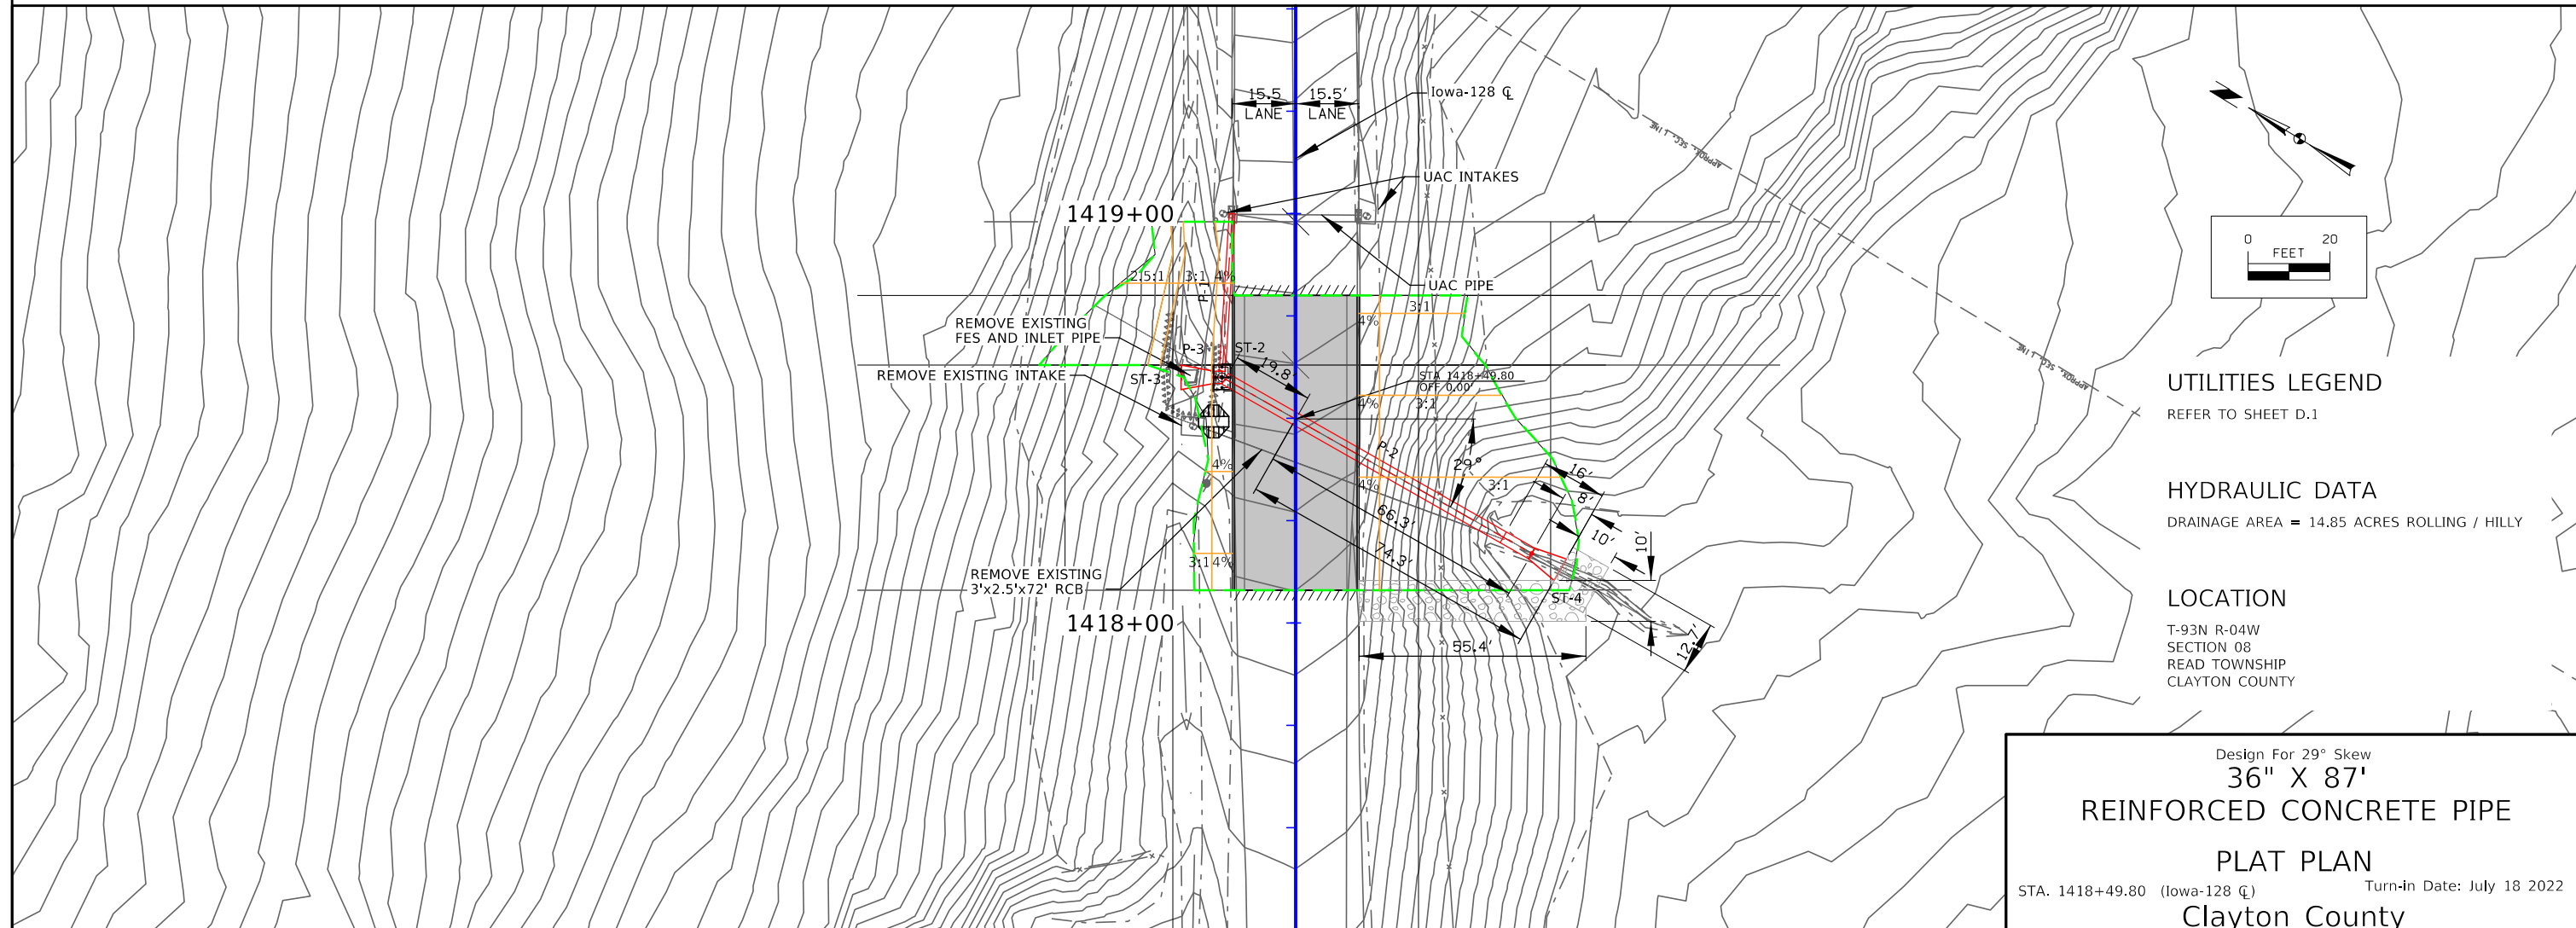 15.5
LANE
15.5'
LANE
Iowa-128 ℄
APPROX. SEC. LINE
UAC INTAKES
1419+00
2.5:1
3:1
4%
P-1
UAC PIPE
3:1
4%
REMOVE EXISTING
FES AND INLET PIPE
P-3
ST-2
19.8'
REMOVE EXISTING INTAKE
ST-3
STA 1418+49.80
OFF 0.00'
4%
3:1
APPROX. SEC. LINE
P-2
29°
4%
4%
3:1
16'
8'
66.3'
10'
10'
74.3'
3:1
4%
REMOVE EXISTING
3'x2.5'x72' RCB
ST-4
1418+00
55.4'
12.7'
0 20
FEET
UTILITIES LEGEND
REFER TO SHEET D.1
HYDRAULIC DATA
DRAINAGE AREA = 14.85 ACRES ROLLING / HILLY
LOCATION
T-93N R-04W
SECTION 08
READ TOWNSHIP
CLAYTON COUNTY
Design For 29° Skew
36" X 87'
REINFORCED CONCRETE PIPE
PLAT PLAN
STA. 1418+49.80 (Iowa-128 ℄)
Turn-in Date: July 18 2022
Clayton County